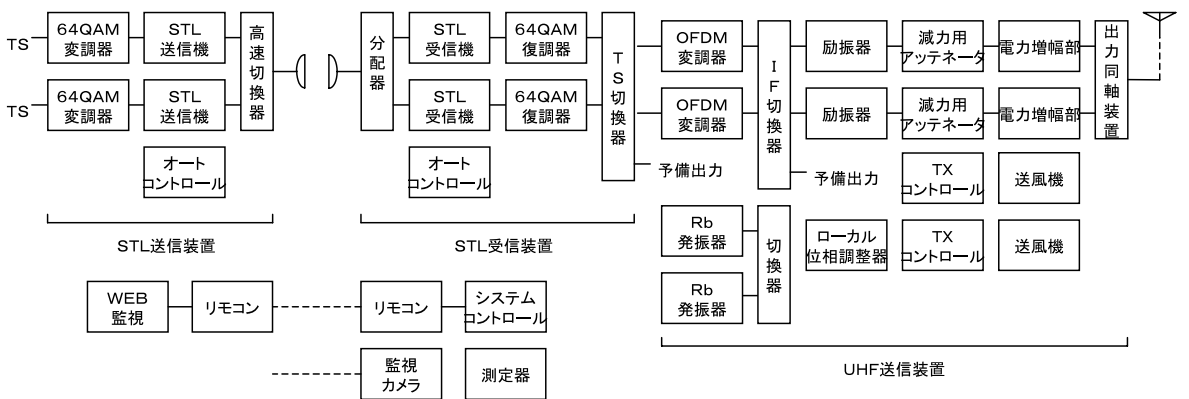 TS
64QAM
変調器
STL
送信機
高速切換器
TS
64QAM
変調器
STL
送信機
オート
コントロール
STL送信装置
分配器
STL
受信機
64QAM
復調器
TS切換器
STL
受信機
64QAM
復調器
オート
コントロール
予備出力
STL受信装置
OFDM
変調器
IF切換器
励振器
減力用
アッテネータ
電力増幅部
出力同軸装置
OFDM
変調器
励振器
減力用
アッテネータ
電力増幅部
予備出力
TX
コントロール
送風機
Rb
発振器
切換器
ローカル
位相調整器
TX
コントロール
送風機
Rb
発振器
UHF送信装置
WEB
監視
リモコン
リモコン
システム
コントロール
監視
カメラ
測定器